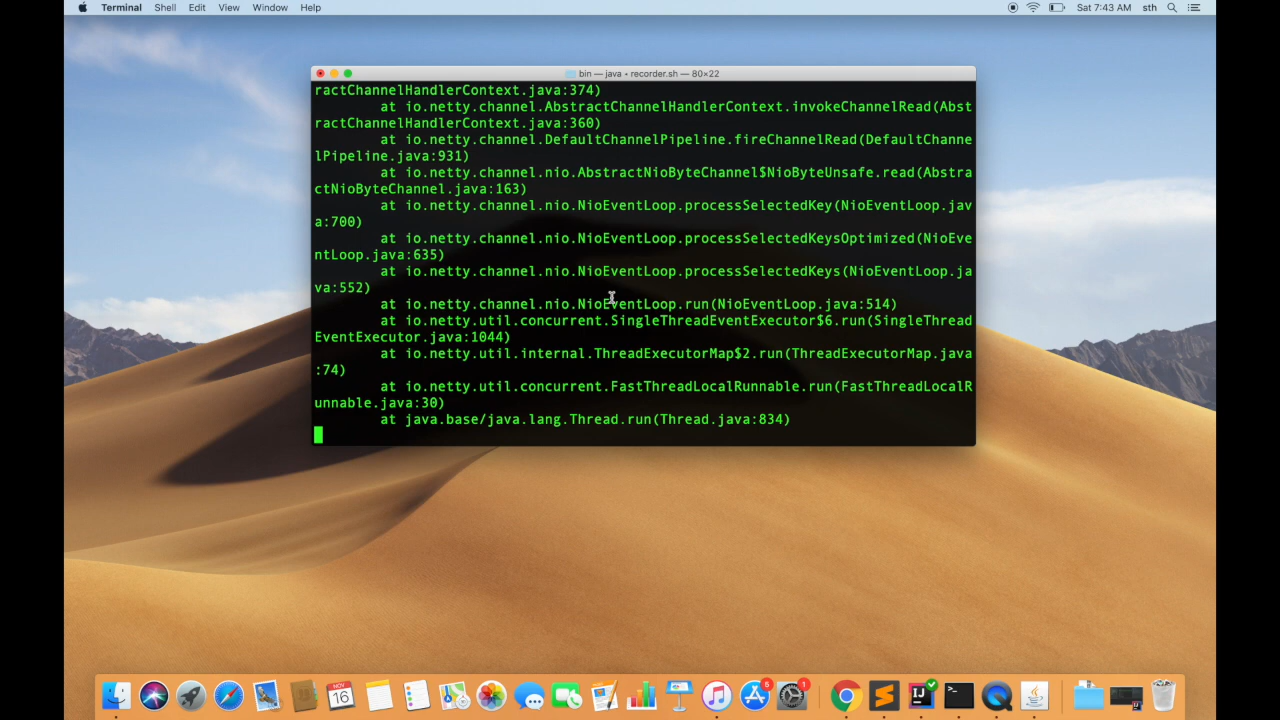 Terminal Shell Edit View Window Help Sat 7:43 AM sth
bin — java • recorder.sh — 80×22
ractChannelHandlerContext.java:374)
at io.netty.channel.AbstractChannelHandlerContext.invokeChannelRead(Abst
ractChannelHandlerContext.java:360)
at io.netty.channel.DefaultChannelPipeline.fireChannelRead(DefaultChanne
lPipeline.java:931)
at io.netty.channel.nio.AbstractNioByteChannel$NioByteUnsafe.read(Abstra
ctNioByteChannel.java:163)
at io.netty.channel.nio.NioEventLoop.processSelectedKey(NioEventLoop.jav
a:700)
at io.netty.channel.nio.NioEventLoop.processSelectedKeysOptimized(NioEve
ntLoop.java:635)
at io.netty.channel.nio.NioEventLoop.processSelectedKeys(NioEventLoop.ja
va:552)
at io.netty.channel.nio.NioEventLoop.run(NioEventLoop.java:514)
at io.netty.util.concurrent.SingleThreadEventExecutor$6.run(SingleThread
EventExecutor.java:1044)
at io.netty.util.internal.ThreadExecutorMap$2.run(ThreadExecutorMap.java
:74)
at io.netty.util.concurrent.FastThreadLocalRunnable.run(FastThreadLocalR
unnable.java:30)
at java.base/java.lang.Thread.run(Thread.java:834)
NOV
16
5
1
IJ
>_